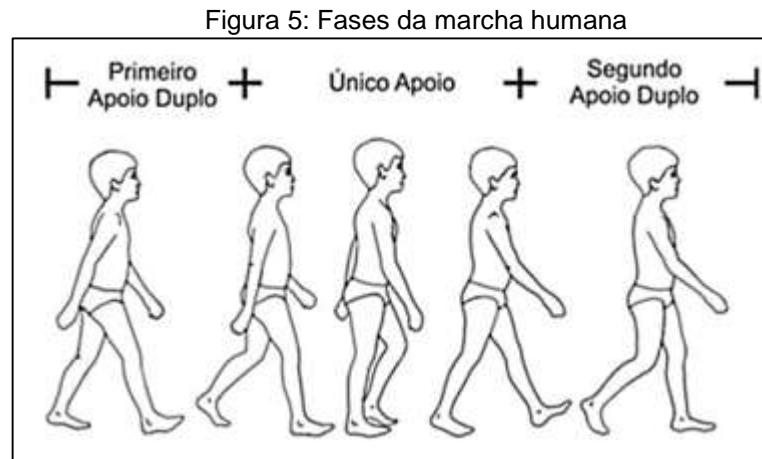 Figura 5: Fases da marcha humana
Primeiro
Apoio Duplo
Único Apoio
Segundo
Apoio Duplo